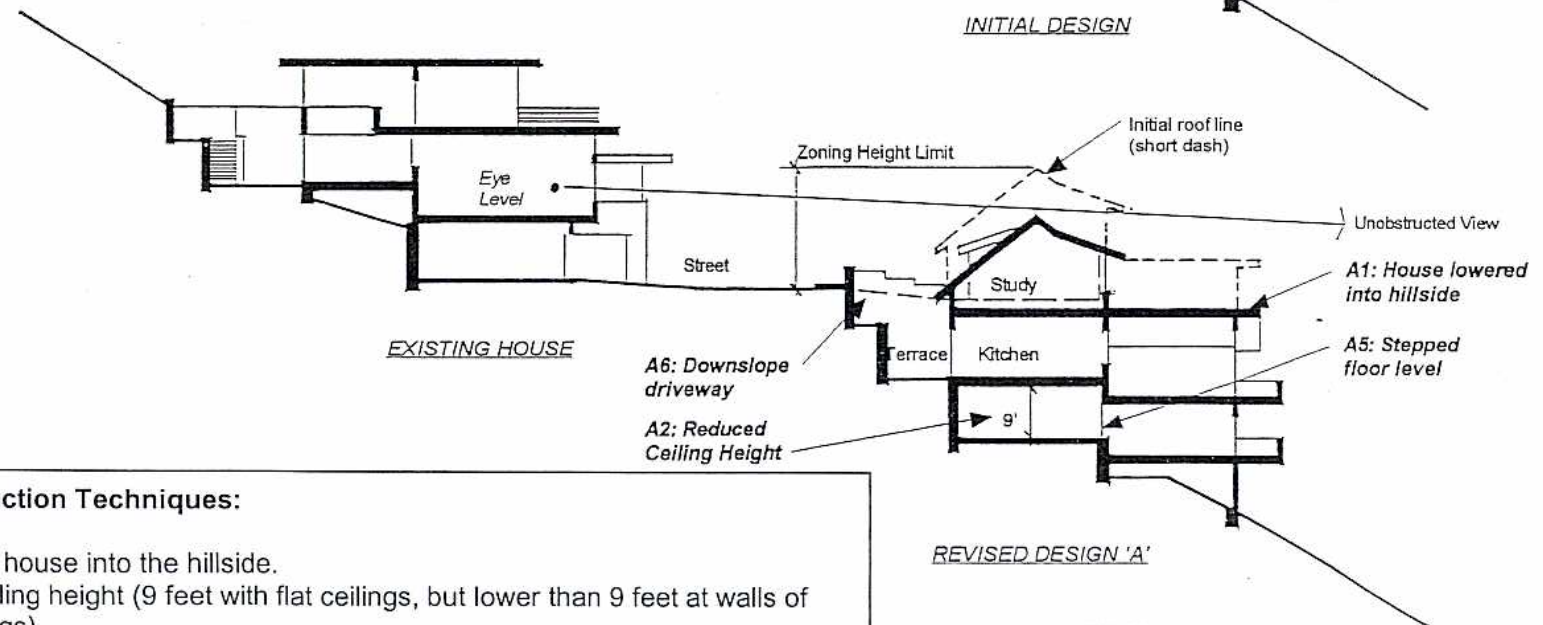 INITIAL DESIGN
Initial roof line
(short dash)
Zoning Height Limit
Eye
Level
Unobstructed View
Street
Study
A1: House lowered
into hillside
EXISTING HOUSE
A6: Downslope
driveway
Terrace
Kitchen
A5: Stepped
floor level
A2: Reduced
Ceiling Height
9'
REVISED DESIGN 'A'
ction Techniques:
house into the hillside.
ling height (9 feet with flat ceilings, but lower than 9 feet at walls of